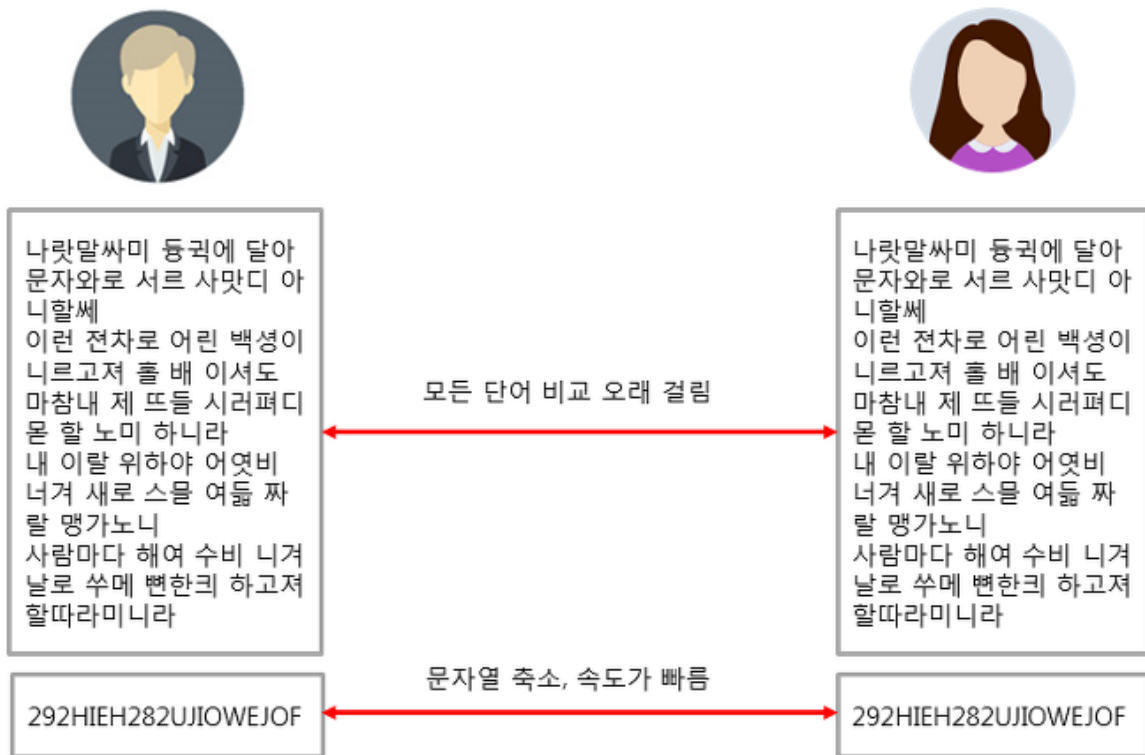 나랏말싸미 듕귁에 달아
문자와로 서르 사맛디 아
니할쎄
이런 젼차로 어린 백셩이
니르고져 홀 배 이셔도
마참내 제 뜨들 시러펴디
몯 할 노미 하니라
내 이랄 위하야 어엿비
너겨 새로 스믈 여듧 짜
랄 맹가노니
사람마다 해여 수비 니겨
날로 쑤메 뼌한킈 하고져
할따라미니라
292HIEH282UJIOWEJOF
모든 단어 비교 오래 걸림
문자열 축소, 속도가 빠름
나랏말싸미 듕귁에 달아
문자와로 서르 사맛디 아
니할쎄
이런 젼차로 어린 백셩이
니르고져 홀 배 이셔도
마참내 제 뜨들 시러펴디
몯 할 노미 하니라
내 이랄 위하야 어엿비
너겨 새로 스믈 여듧 짜
랄 맹가노니
사람마다 해여 수비 니겨
날로 쑤메 뼌한킈 하고져
할따라미니라
292HIEH282UJIOWEJOF